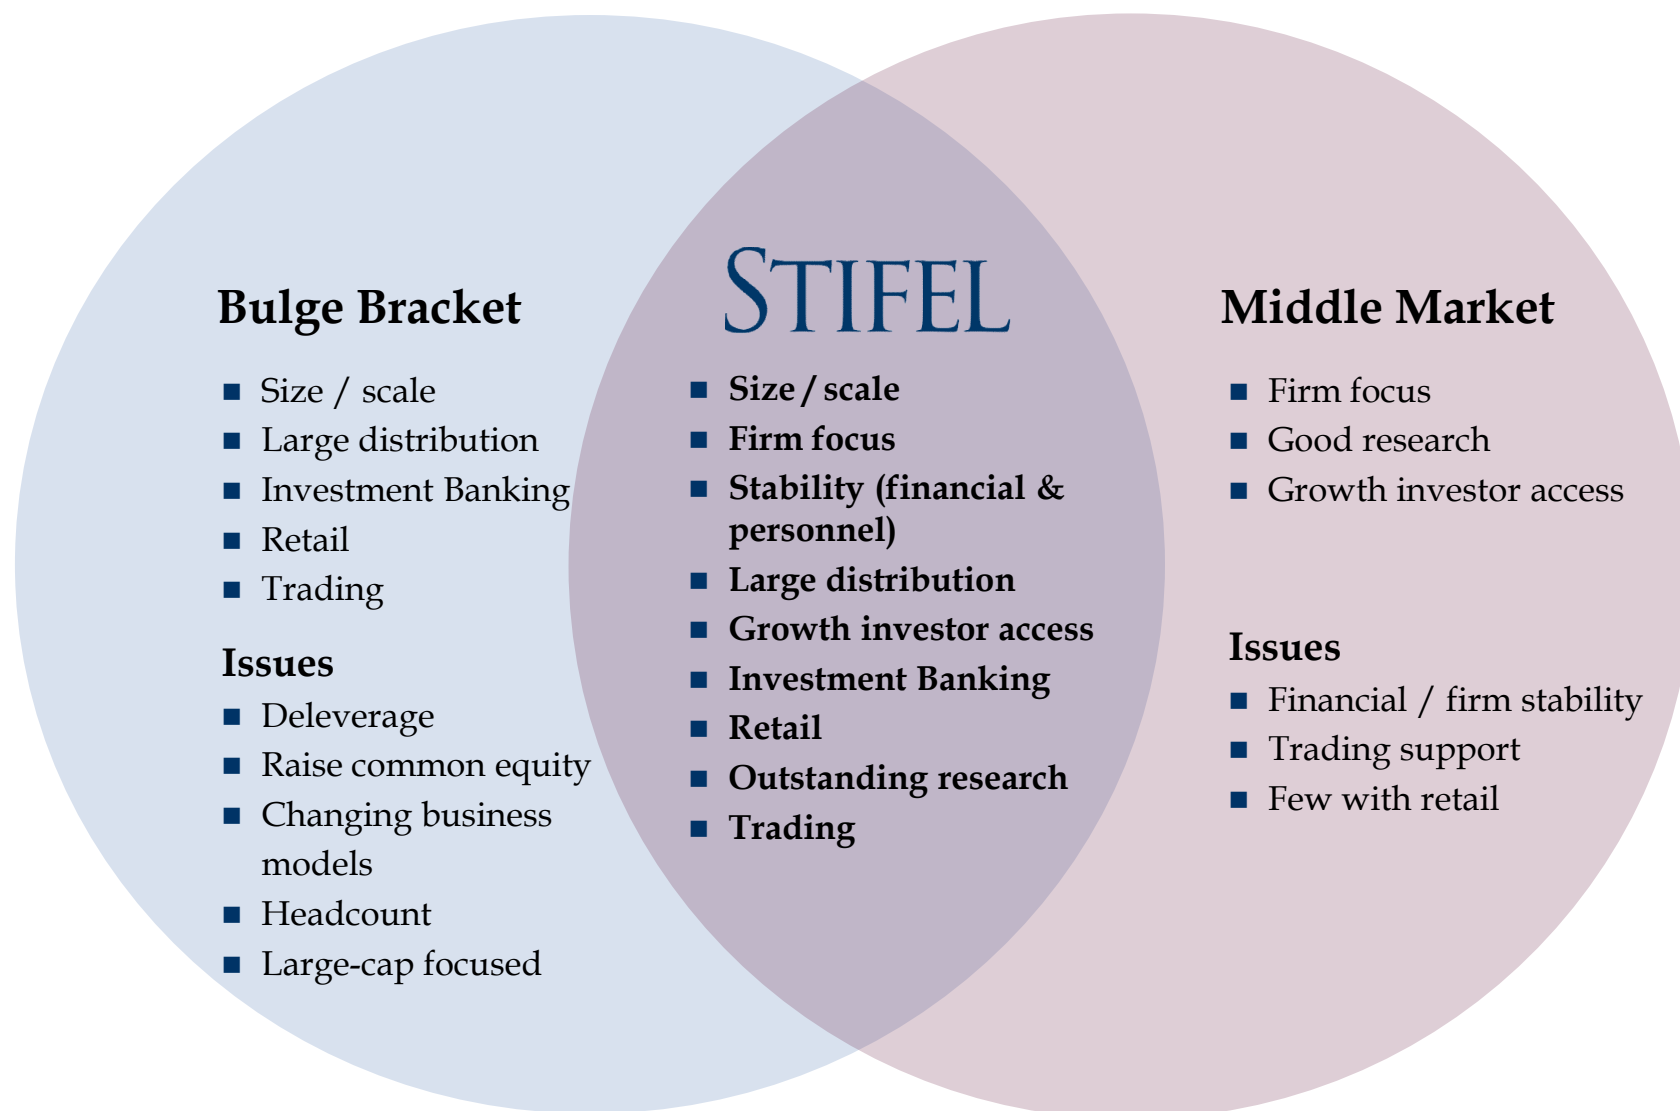 Bulge Bracket
■ Size / scale
■ Large distribution
■ Investment Banking
■ Retail
■ Trading
Issues
■ Deleverage
■ Raise common equity
■ Changing business
models
■ Headcount
■ Large-cap focused
STIFEL
■ Size / scale
■ Firm focus
■ Stability (financial &
personnel)
■ Large distribution
■ Growth investor access
■ Investment Banking
■ Retail
■ Outstanding research
■ Trading
Middle Market
■ Firm focus
■ Good research
■ Growth investor access
Issues
■ Financial / firm stability
■ Trading support
■ Few with retail